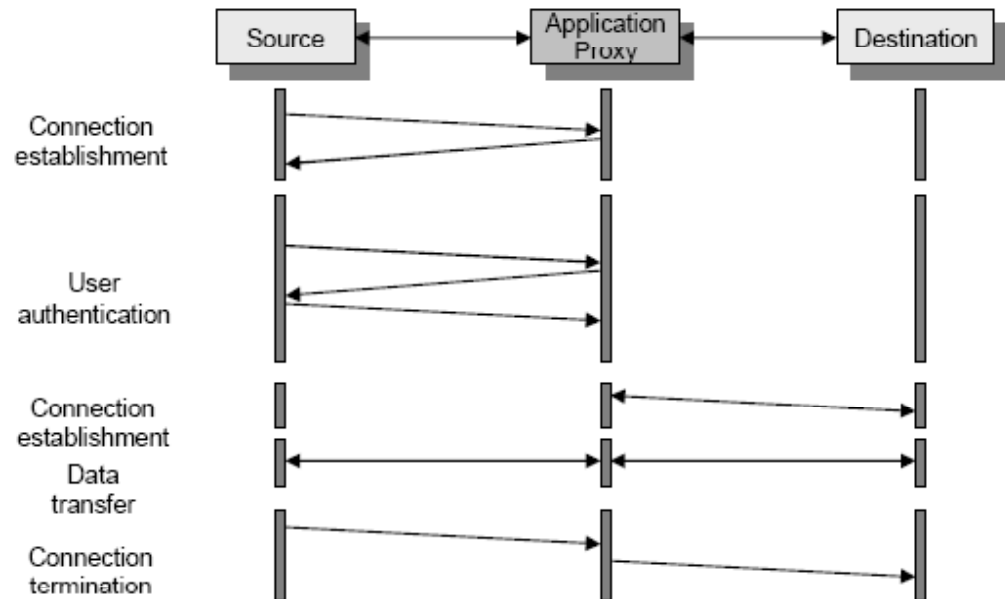 Source
Application
Proxy
Destination
Connection
establishment
User
authentication
Connection
establishment
Data
transfer
Connection
termination